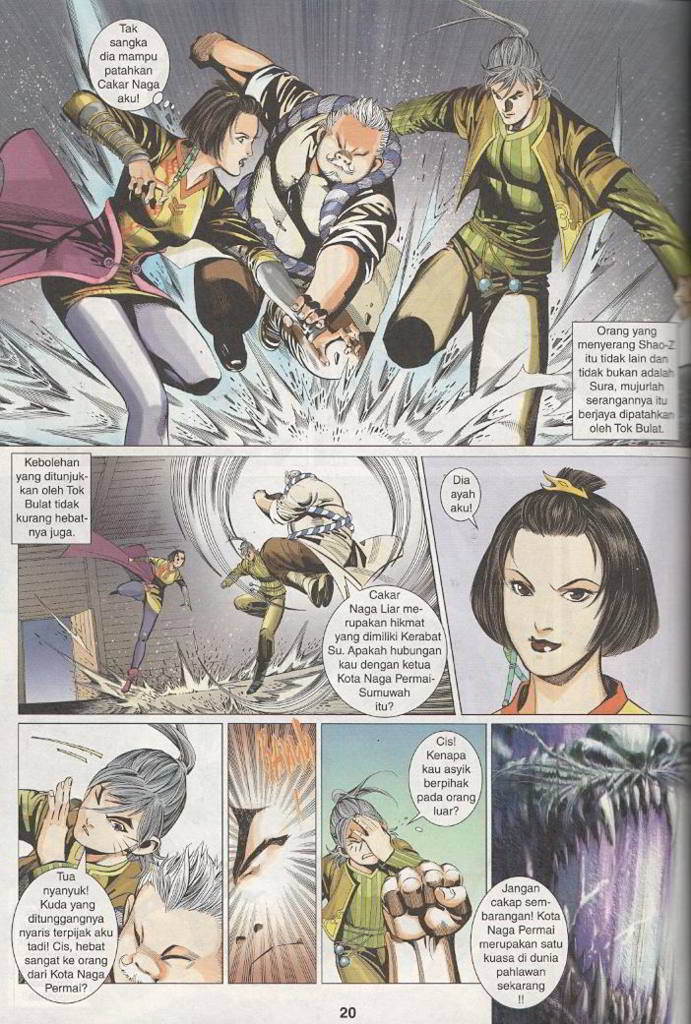 Tak
sangka
dia mampu
patahkan
Cakar Naga
aku!
Orang yang
menyerang Shao-Z
itu tidak lain dan
tidak bukan adalah
Sura, mujurlah
serangannya itu
berjaya dipatahkan
oleh Tok Bulat.
Kebolehan
yang ditunjuk-
kan oleh Tok
Bulat tidak
kurang hebat-
nya juga.
Cakar
Naga Liar me-
rupakan hikmat
yang dimiliki Kerabat
Su. Apakah hubungan
kau dengan ketua
Kota Naga Permai-
Sumuwah
itu?
Dia
ayah
aku!
Tua
nyanyuk!
Kuda yang
ditunggangnya
nyaris terpijak aku
tadi! Cis, hebat
sangat ke orang
dari Kota Naga
Permai?
Cis!
Kenapa
kau asyik
berpihak
pada orang
luar?
Jangan
cakap sem-
barangan! Kota
Naga Permai
merupakan satu
kuasa di dunia
pahlawan
sekarang
!!
20